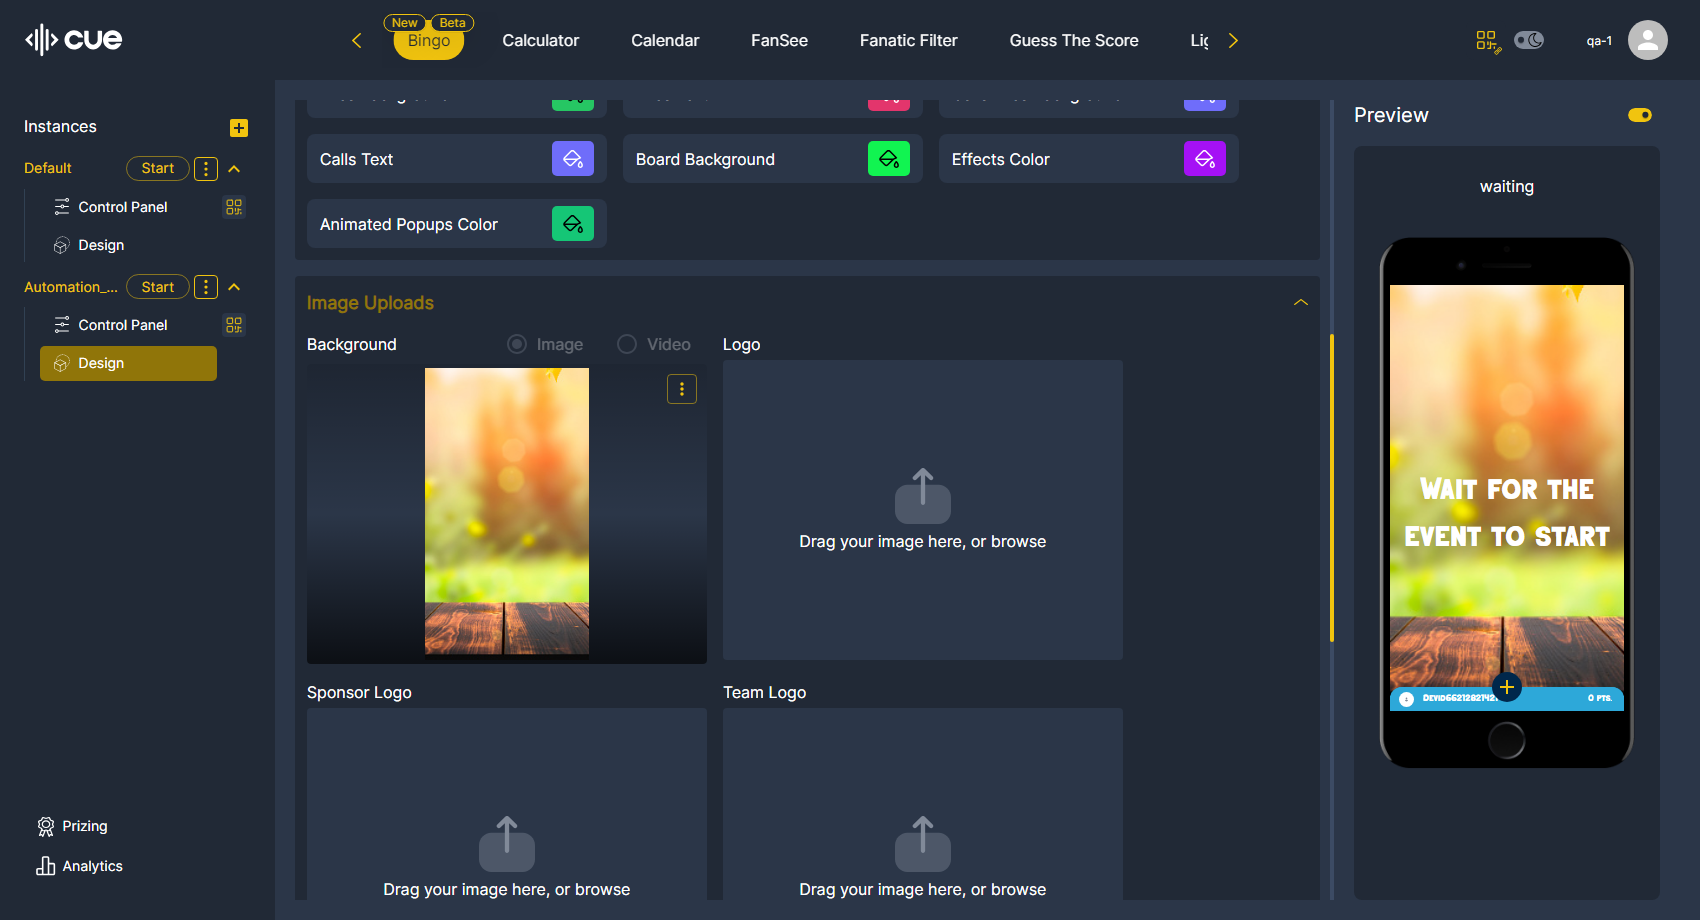 cue
New
Beta
Bingo
Calculator
Calendar
FanSee
Fanatic Filter
Guess The Score
qa-1
Instances
Default
Start
Control Panel
Design
Automation_...
Start
Control Panel
Design
Prizing
Analytics
Calls Text
Board Background
Effects Color
Animated Popups Color
Image Uploads
Background
Image
Video
Logo
Drag your image here, or browse
Sponsor Logo
Team Logo
Drag your image here, or browse
Drag your image here, or browse
Preview
waiting
Wait for the
event to start
0 pts.